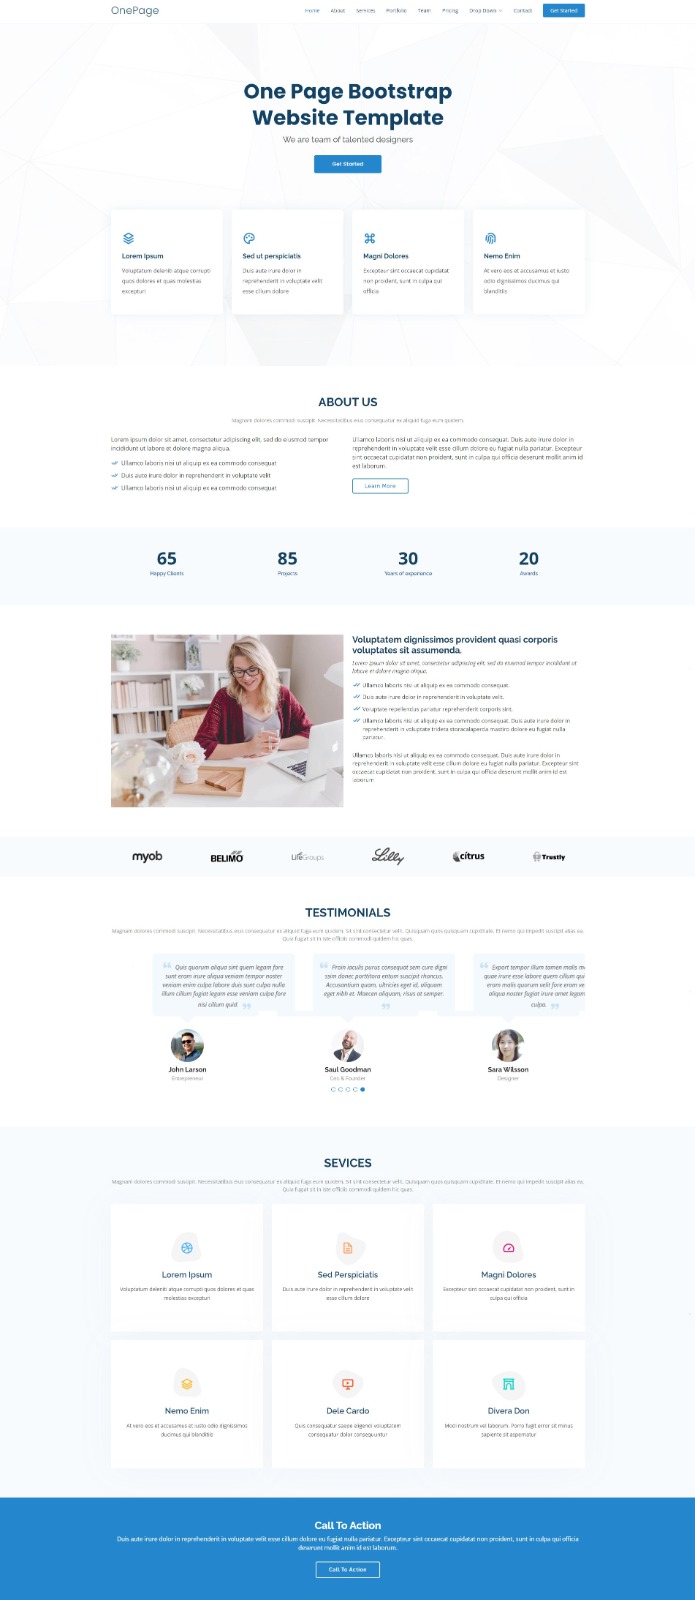 OnePage
Home About Services Portfolio Team Pricing Drop Down Contact Get Started
One Page Bootstrap
Website Template
We are team of talented designers
Get Started
Lorem Ipsum
Voluptatum deleniti atque corrupti
quos dolores et quas molestias
excepturi
Sed ut perspiciatis
Duis aute irure dolor in
reprehenderit in voluptate velit
esse cillum dolore
Magni Dolores
Excepteur sint occaecat cupidatat
non proident, sunt in culpa qui
officia
Nemo Enim
At vero eos et accusamus et iusto
odio dignissimos ducimus qui
blanditiis
ABOUT US
Magnam dolores commodi suscipit. Necessitatibus eius consequatur ex aliquid fuga eum quidem.
Lorem ipsum dolor sit amet, consectetur adipiscing elit, sed do eiusmod tempor
incididunt ut labore et dolore magna aliqua.
Ullamco laboris nisi ut aliquip ex ea commodo consequat
Duis aute irure dolor in reprehenderit in voluptate velit
Ullamco laboris nisi ut aliquip ex ea commodo consequat
Ullamco laboris nisi ut aliquip ex ea commodo consequat. Duis aute irure dolor in
reprehenderit in voluptate velit esse cillum dolore eu fugiat nulla pariatur. Excepteur
sint occaecat cupidatat non proident, sunt in culpa qui officia deserunt mollit anim id
est laborum.
Learn More
65
Happy Clients
85
Projects
30
Years of experience
20
Awards
Voluptatem dignissimos provident quasi corporis
voluptates sit assumenda.
Lorem ipsum dolor sit amet, consectetur adipiscing elit, sed do eiusmod tempor incididunt ut
labore et dolore magna aliqua.
Ullamco laboris nisi ut aliquip ex ea commodo consequat.
Duis aute irure dolor in reprehenderit in voluptate velit.
Voluptate repellendus pariatur reprehenderit corporis sint.
Ullamco laboris nisi ut aliquip ex ea commodo consequat. Duis aute irure dolor in
reprehenderit in voluptate trideta storacalaperda mastiro dolore eu fugiat nulla
pariatur.
Ullamco laboris nisi ut aliquip ex ea commodo consequat. Duis aute irure dolor in
reprehenderit in voluptate velit esse cillum dolore eu fugiat nulla pariatur. Excepteur sint
occaecat cupidatat non proident, sunt in culpa qui officia deserunt mollit anim id est
laborum
myob
BELIMO
LifeGroups
Lilly
citrus
Trustly
TESTIMONIALS
Magnam dolores commodi suscipit. Necessitatibus eius consequatur ex aliquid fuga eum quidem. Sit sint consectetur velit. Quisquam quos quisquam cupiditate. Et nemo qui impedit suscipit alias ea.
Quia fugiat sit in iste officiis commodi quidem hic quas.
Quis quorum aliqua sint quem legam fore
sunt eram irure aliqua veniam tempor noster
veniam enim culpa labore duis sunt culpa nulla
illum cillum fugiat legam esse veniam culpa fore
nisi cillum quid.
John Larson
Entrepreneur
Proin iaculis purus consequat sem cure digni
ssim donec porttitora entum suscipit rhoncus.
Accusantium quam, ultricies eget id, aliquam
eget nibh et. Maecen aliquam, risus at semper.
Saul Goodman
Ceo & Founder
Export tempor illum tamen malis m
eram malis quorum velit fore eram ve
aliqua noster fugiat irure amet legam
culpa.
Sara Wilsson
Designer
SEVICES
Magnam dolores commodi suscipit. Necessitatibus eius consequatur ex aliquid fuga eum quidem. Sit sint consectetur velit. Quisquam quos quisquam cupiditate. Et nemo qui impedit suscipit alias ea.
Quia fugiat sit in iste officiis commodi quidem hic quas.
Lorem Ipsum
Voluptatum deleniti atque corrupti quos dolores et quas
molestias excepturi
Sed Perspiciatis
Duis aute irure dolor in reprehenderit in voluptate velit
esse cillum dolore
Magni Dolores
Excepteur sint occaecat cupidatat non proident, sunt in
culpa qui officia
Nemo Enim
At vero eos et accusamus et iusto odio dignissimos
ducimus qui blanditiis
Dele Cardo
Quis consequatur saepe eligendi voluptatem
consequatur dolor consequuntur
Divera Don
Modi nostrum vel laborum. Porro fugit error sit minus
sapiente sit aspernatur
Call To Action
Duis aute irure dolor in reprehenderit in voluptate velit esse cillum dolore eu fugiat nulla pariatur. Excepteur sint occaecat cupidatat non proident, sunt in culpa qui officia
deserunt mollit anim id est laborum.
Call To Action